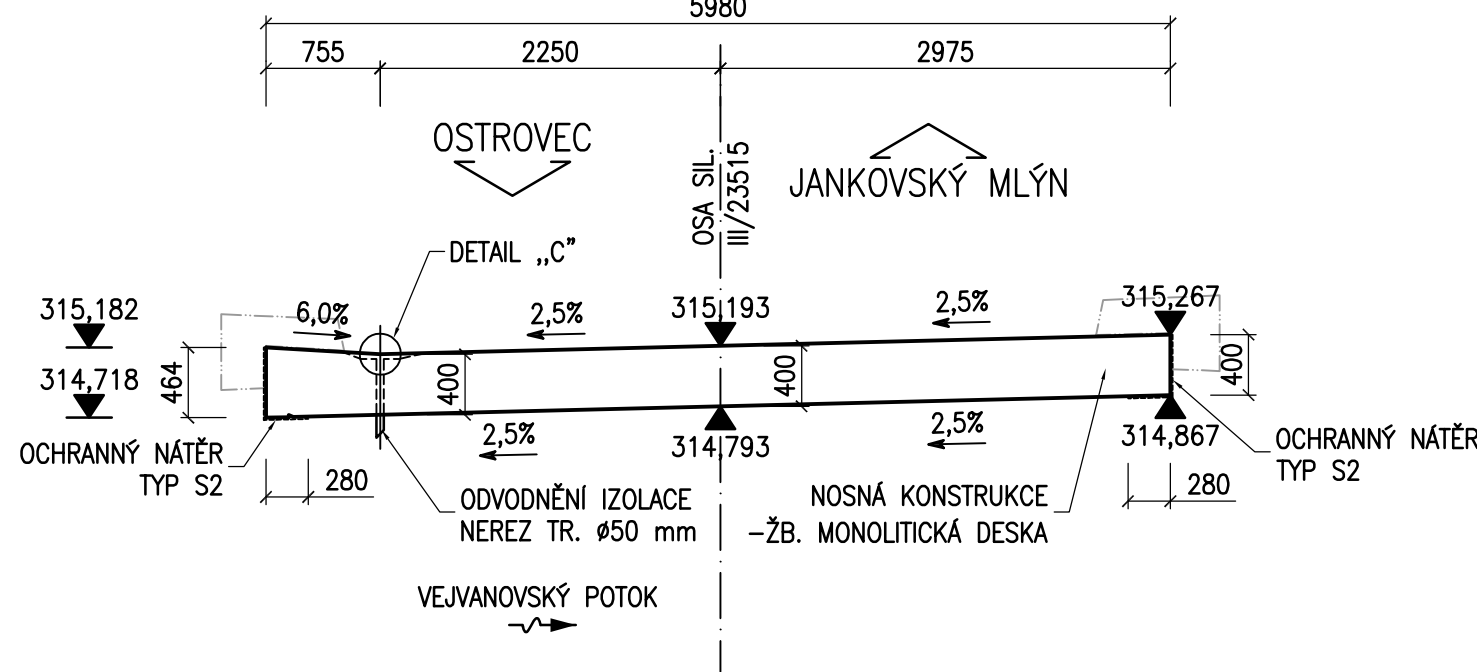 5980
755
2250
2975
OSTROVEC
OSA SIL.
III/23515
JANKOVSKÝ MLÝN
DETAIL „C”
315,182
6,0%
2,5%
315,193
2,5%
315,267
314,718
464
400
400
400
2,5%
314,793
2,5%
314,867
OCHRANNÝ NÁTĚR
TYP S2
280
ODVODNĚNÍ IZOLACE
NEREZ TR. Ø50 mm
NOSNÁ KONSTRUKCE
–ŽB. MONOLITICKÁ DESKA
280
OCHRANNÝ NÁTĚR
TYP S2
VEJVANOVSKÝ POTOK